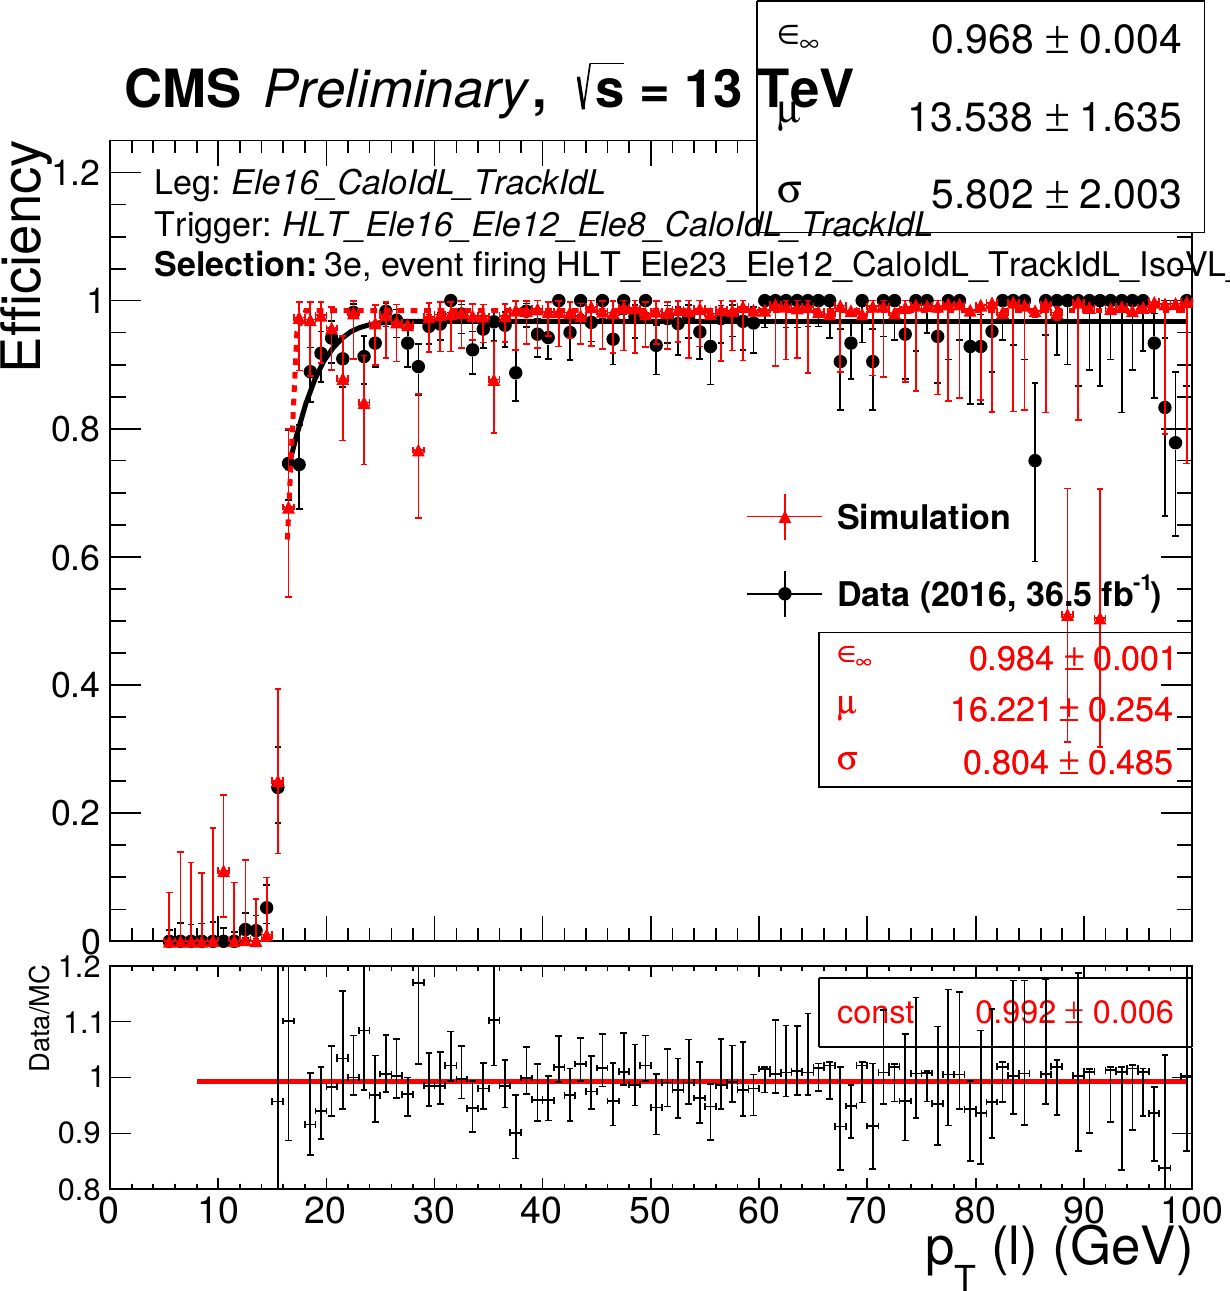 ∈∞ 0.968 ± 0.004
CMS Preliminary, √s = 13 TeV
μ 13.538 ± 1.635
σ 5.802 ± 2.003
Leg: Ele16_CaloIdL_TrackIdL
Trigger: HLT_Ele16_Ele12_Ele8_CaloIdL_TrackIdL
Selection: 3e, event firing HLT_Ele23_Ele12_CaloIdL_TrackIdL_IsoVL_
Efficiency
1.2
1
0.8
0.6
0.4
0.2
0
Simulation
Data (2016, 36.5 fb⁻¹)
∈∞ 0.984 ± 0.001
μ 16.221 ± 0.254
σ 0.804 ± 0.485
Data/MC
1.2
1.1
1
0.9
0.8
const 0.992 ± 0.006
0 10 20 30 40 50 60 70 80 90 100
p_T (l) (GeV)